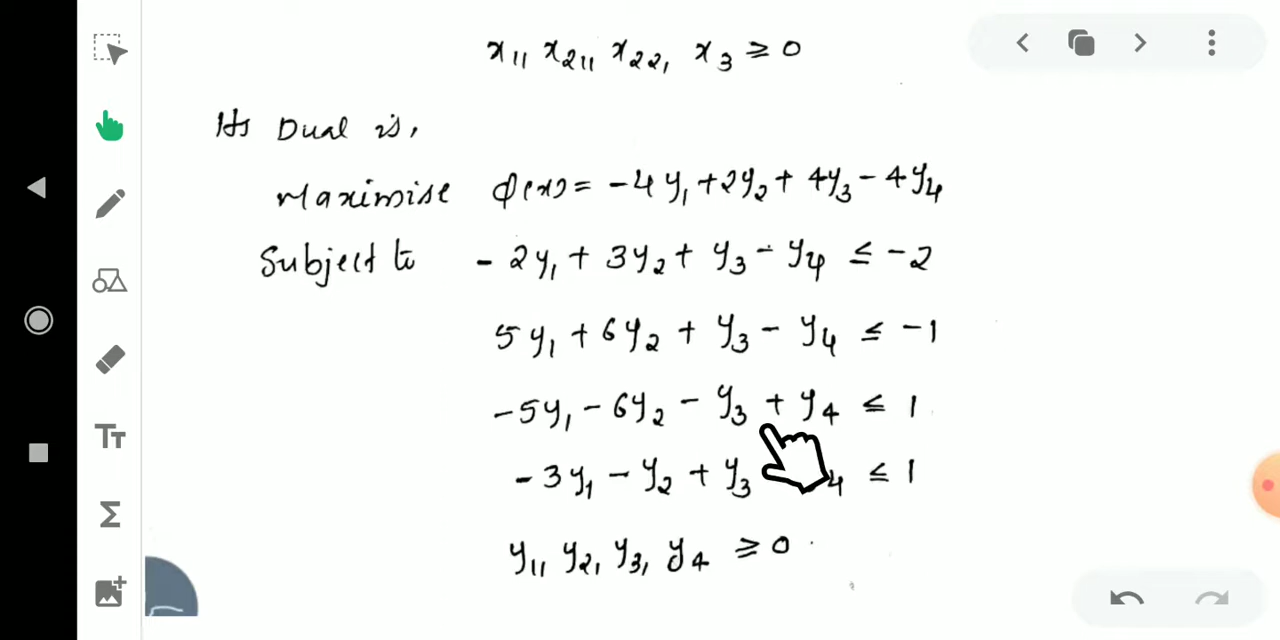 x₁, x₂₁, x₂₂, x₃ ≥ 0
Its Dual is,
Maximise φ(x) = -4y₁ + 2y₂ + 4y₃ - 4y₄
Subject to - 2y₁ + 3y₂ + y₃ - y₄ ≤ -2
5y₁ + 6y₂ + y₃ - y₄ ≤ -1
-5y₁ - 6y₂ - y₃ + y₄ ≤ 1
- 3y₁ - y₂ + y₃ 4 ≤ 1
y₁, y₂, y₃, y₄ ≥ 0